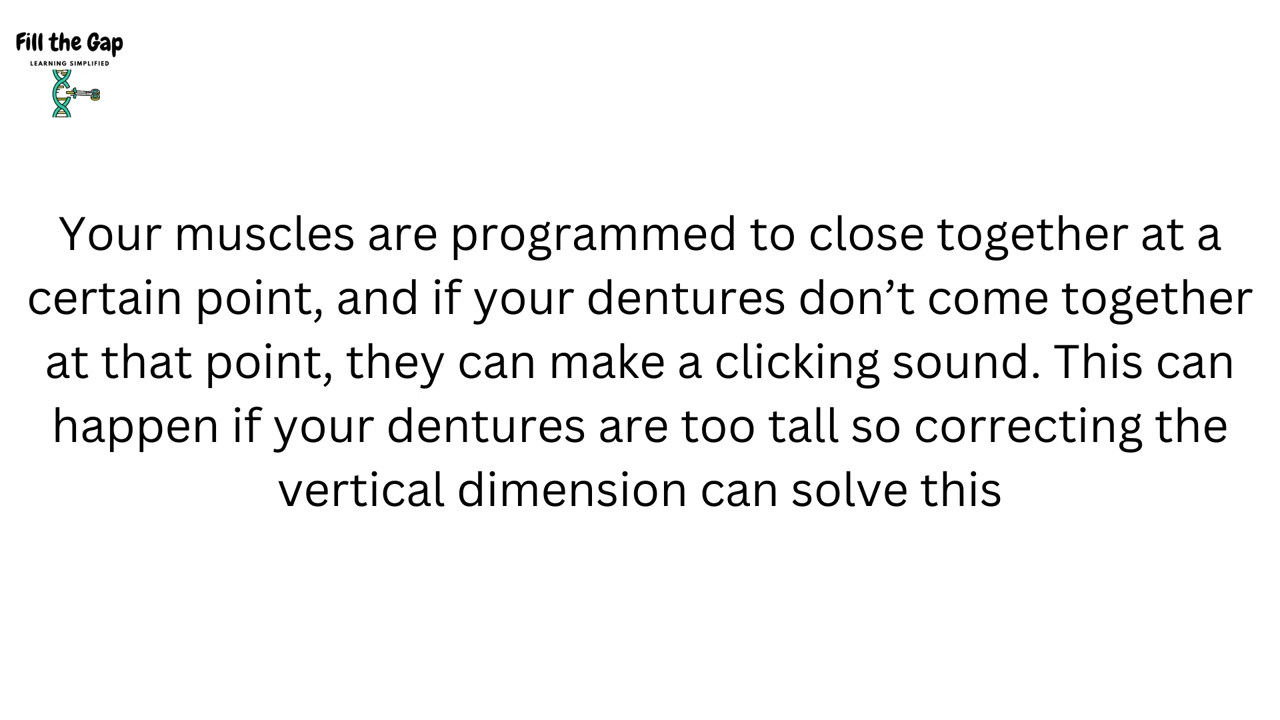 Fill the Gap
LEARNING SIMPLIFIED
Your muscles are programmed to close together at a
certain point, and if your dentures don’t come together
at that point, they can make a clicking sound. This can
happen if your dentures are too tall so correcting the
vertical dimension can solve this